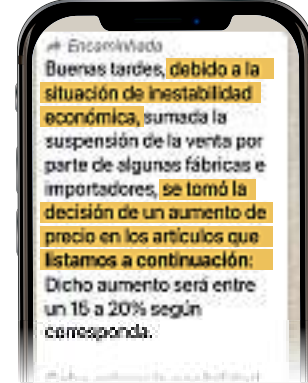 Encaminhada
Buenas tardes, debido a la
situación de inestabilidad
económica, sumada la
suspensión de la venta por
parte de algunas fábricas e
importadores, se tomó la
decisión de un aumento de
precio en los artículos que
listamos a continuación:
Dicho aumento será entre
un 15 a 20% según
corresponda.